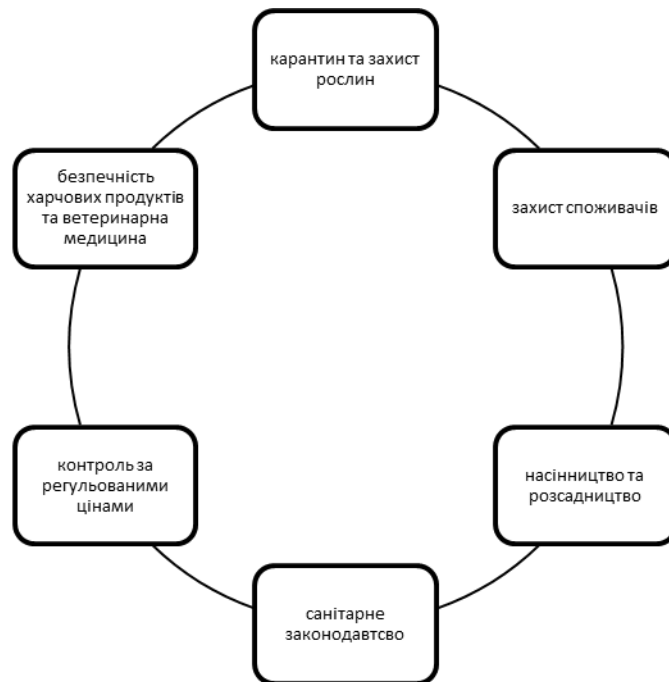 карантин та захист
рослин
захист споживачів
насінництво та
розсадництво
санітарне
законодавтсво
контроль за
регульованими
цінами
безпечність
харчових продуктів
та ветеринарна
медицина